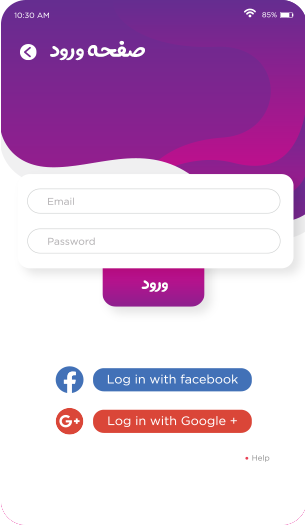 10:30 AM 85%
صفحه ورود
Email
Password
ورود
f Log in with facebook
G+ Log in with Google +
• Help